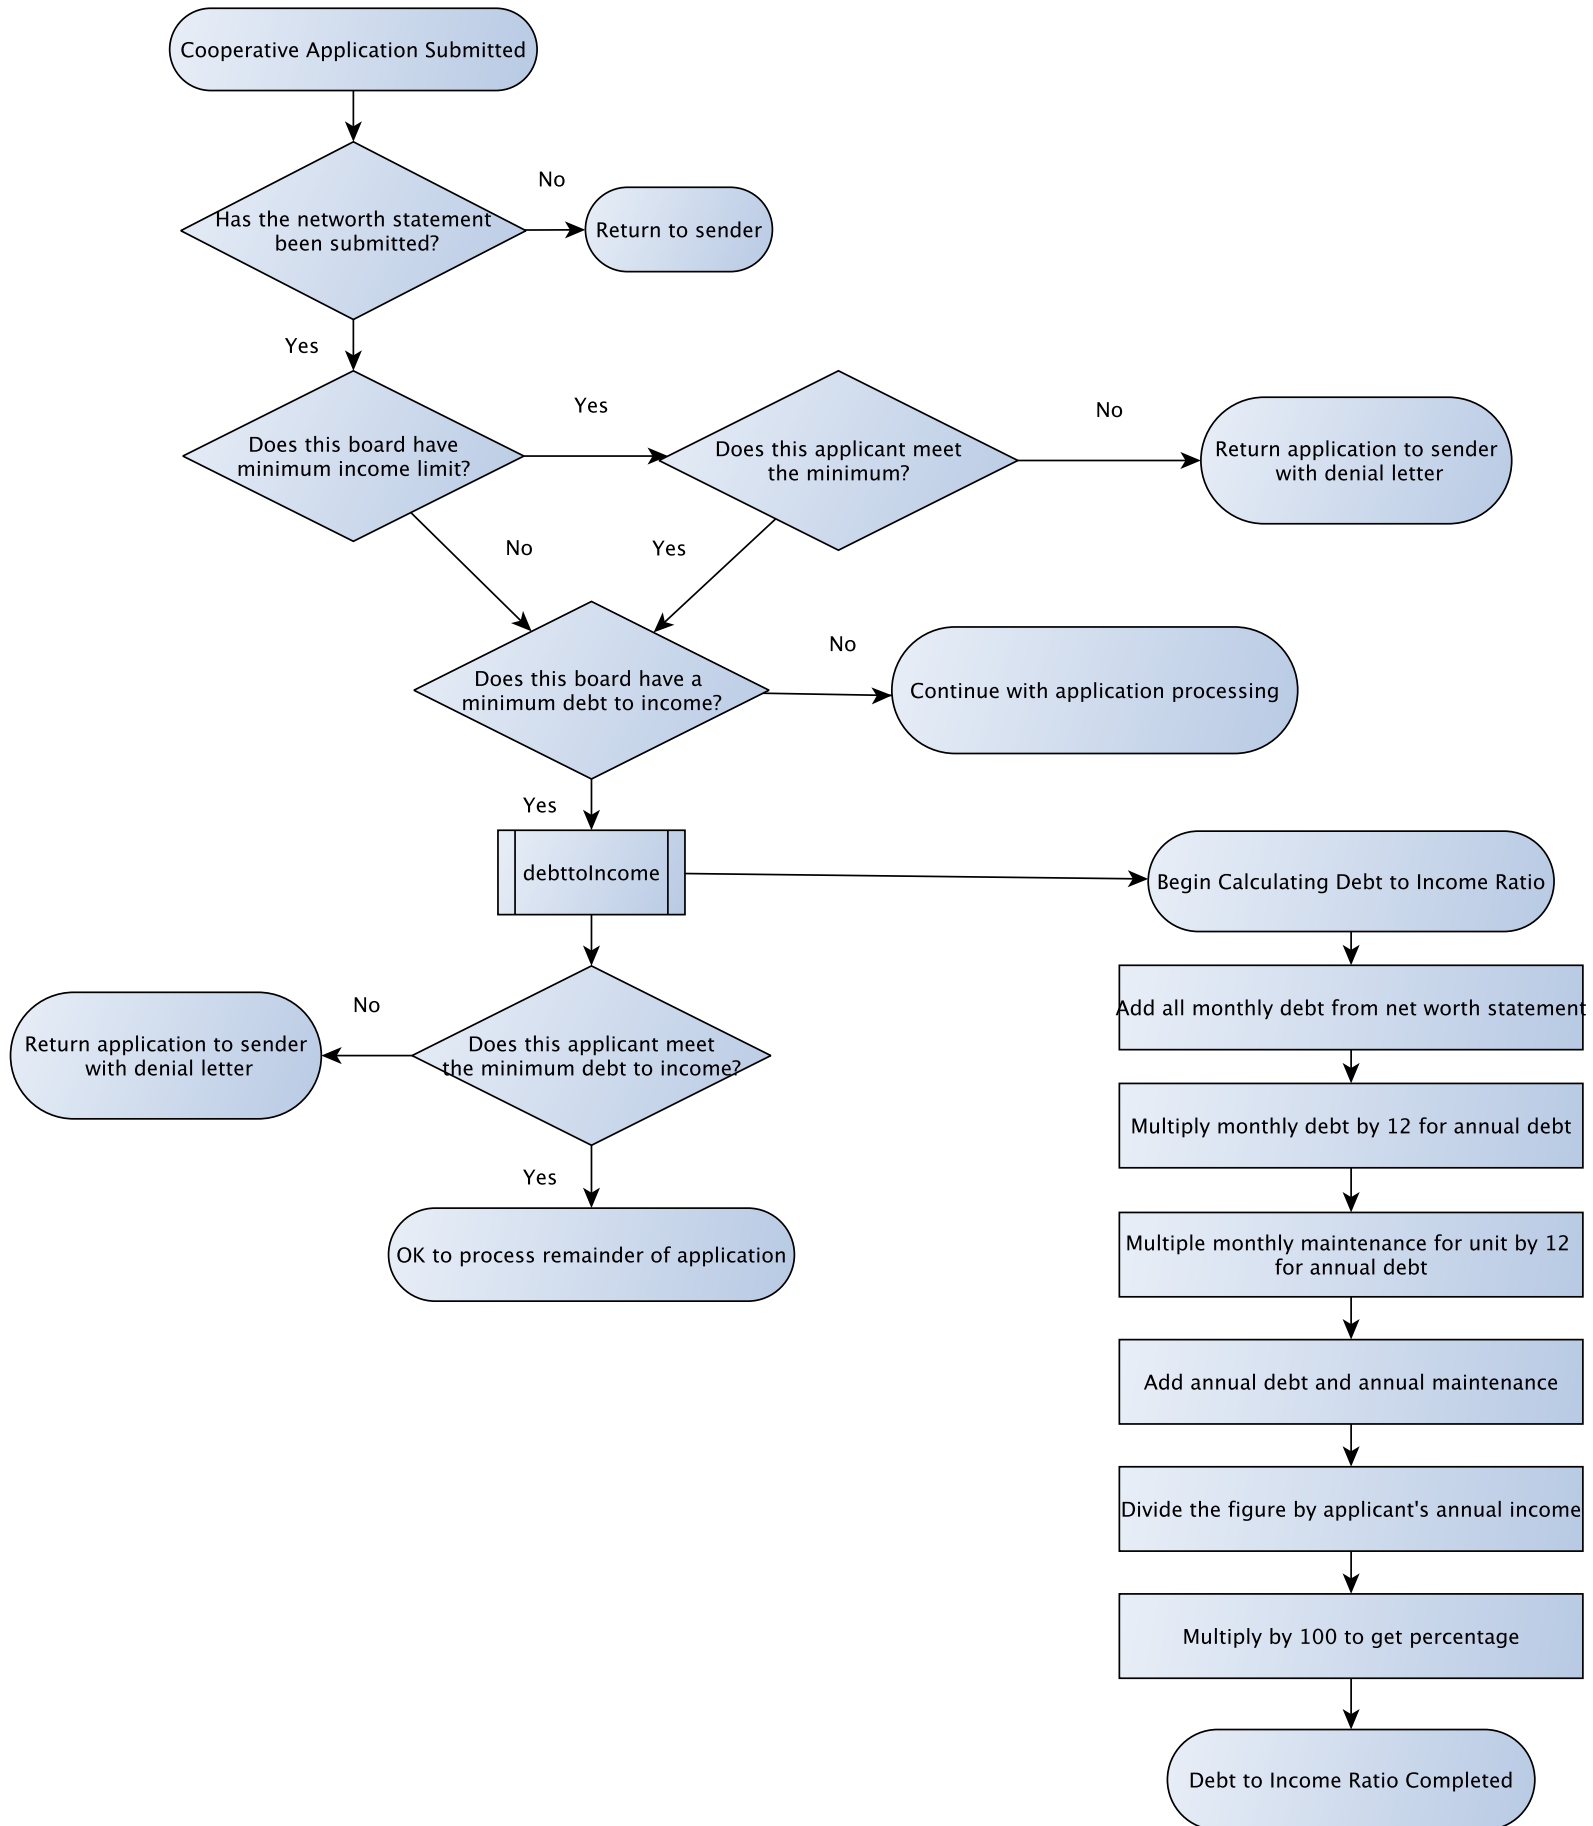 Cooperative Application Submitted
Has the networth statement
been submitted?
No
Return to sender
Yes
Does this board have
minimum income limit?
Yes
Does this applicant meet
the minimum?
No
Return application to sender
with denial letter
No
Yes
Does this board have a
minimum debt to income?
No
Continue with application processing
Yes
debttoIncome
Does this applicant meet
the minimum debt to income?
No
Return application to sender
with denial letter
Yes
OK to process remainder of application
Begin Calculating Debt to Income Ratio
Add all monthly debt from net worth statement
Multiply monthly debt by 12 for annual debt
Multiple monthly maintenance for unit by 12
for annual debt
Add annual debt and annual maintenance
Divide the figure by applicant's annual income
Multiply by 100 to get percentage
Debt to Income Ratio Completed